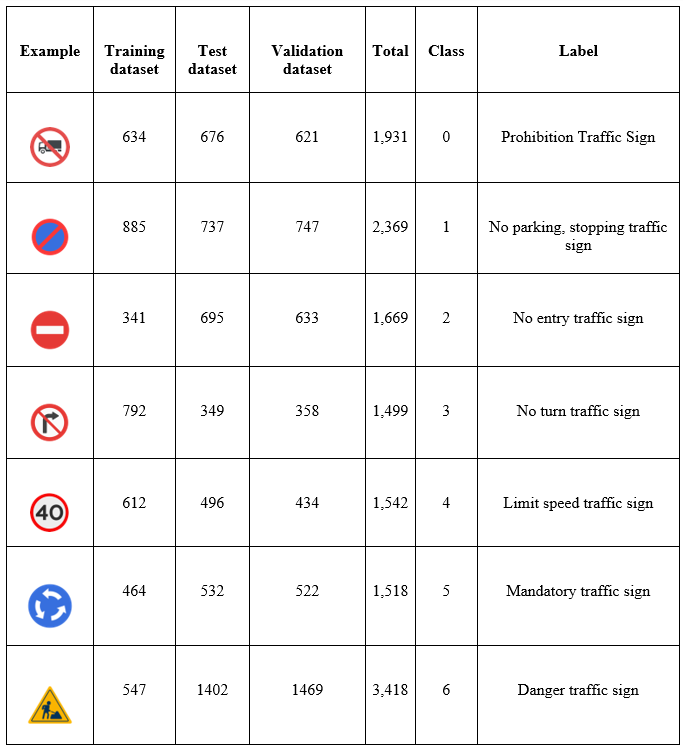 Example Training dataset Test dataset Validation dataset Total Class Label
634 676 621 1,931 0 Prohibition Traffic Sign
885 737 747 2,369 1 No parking, stopping traffic sign
341 695 633 1,669 2 No entry traffic sign
792 349 358 1,499 3 No turn traffic sign
40 612 496 434 1,542 4 Limit speed traffic sign
464 532 522 1,518 5 Mandatory traffic sign
547 1402 1469 3,418 6 Danger traffic sign